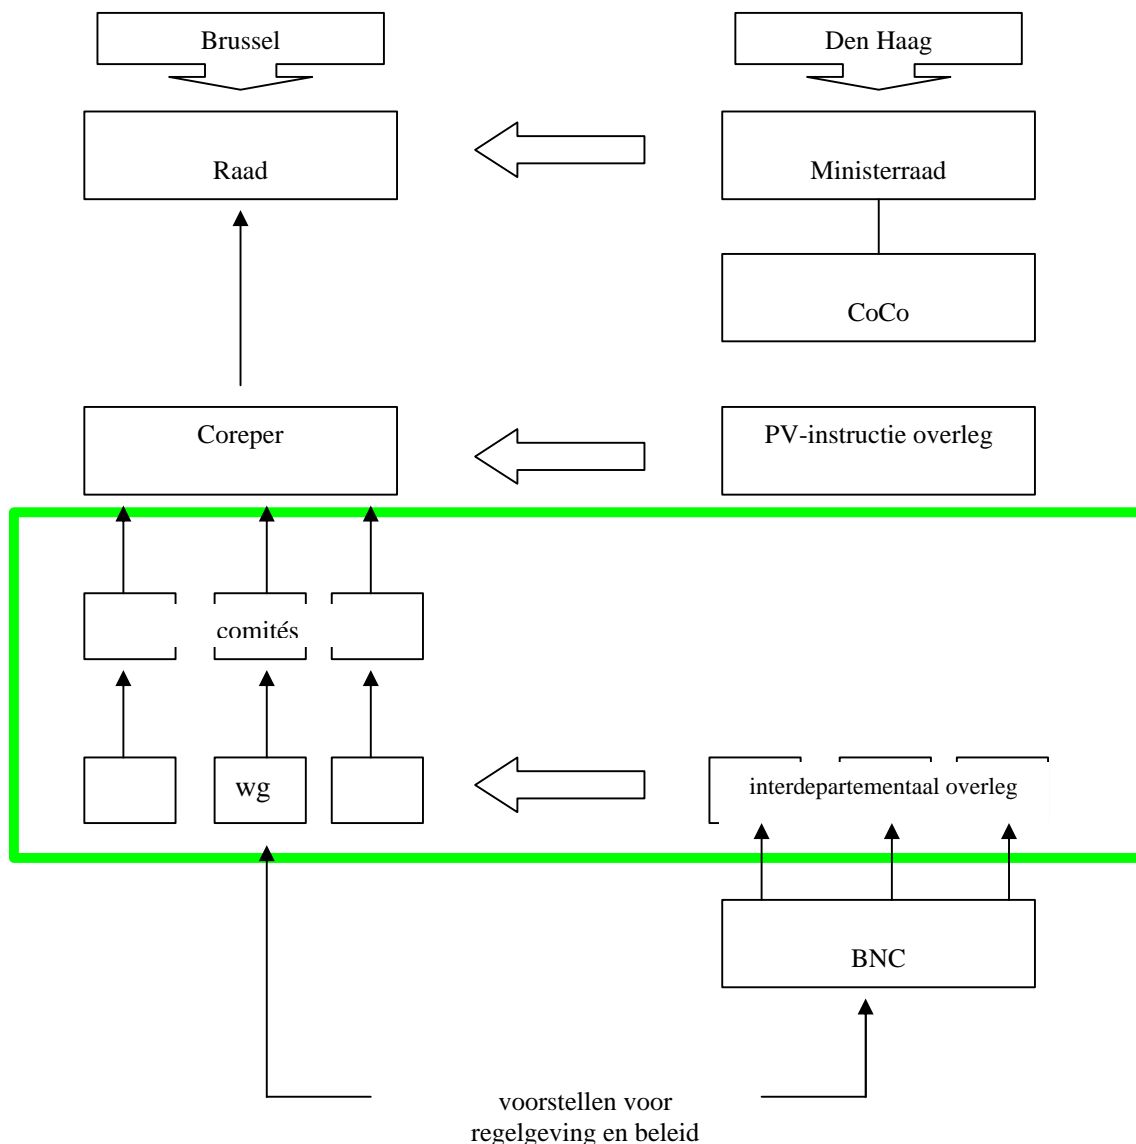 Brussel
Den Haag
Raad
Ministerraad
CoCo
Coreper
PV-instructie overleg
comités
wg
interdepartementaal overleg
BNC
voorstellen voor
regelgeving en beleid